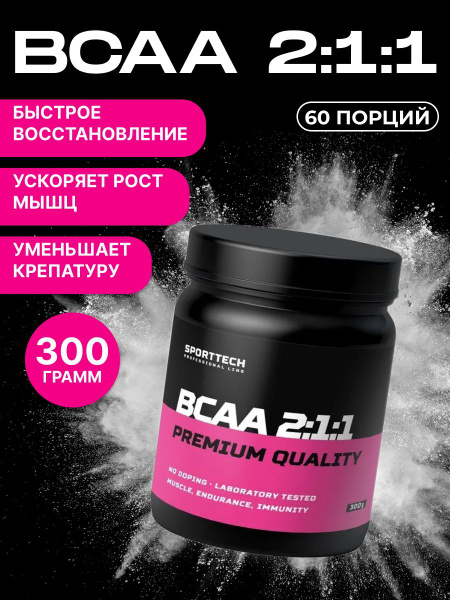 BCAA 2:1:1
БЫСТРОЕ
ВОССТАНОВЛЕНИЕ
60 ПОРЦИЙ
УСКОРЯЕТ РОСТ
МЫШЦ
УМЕНЬШАЕТ
КРЕПАТУРУ
300
ГРАММ
SPORTTECH
PROFESSIONAL LINE
BCAA 2:1:1
PREMIUM QUALITY
NO DOPING · LABORATORY TESTED
MUSCLE, ENDURANCE, IMMUNITY
300g